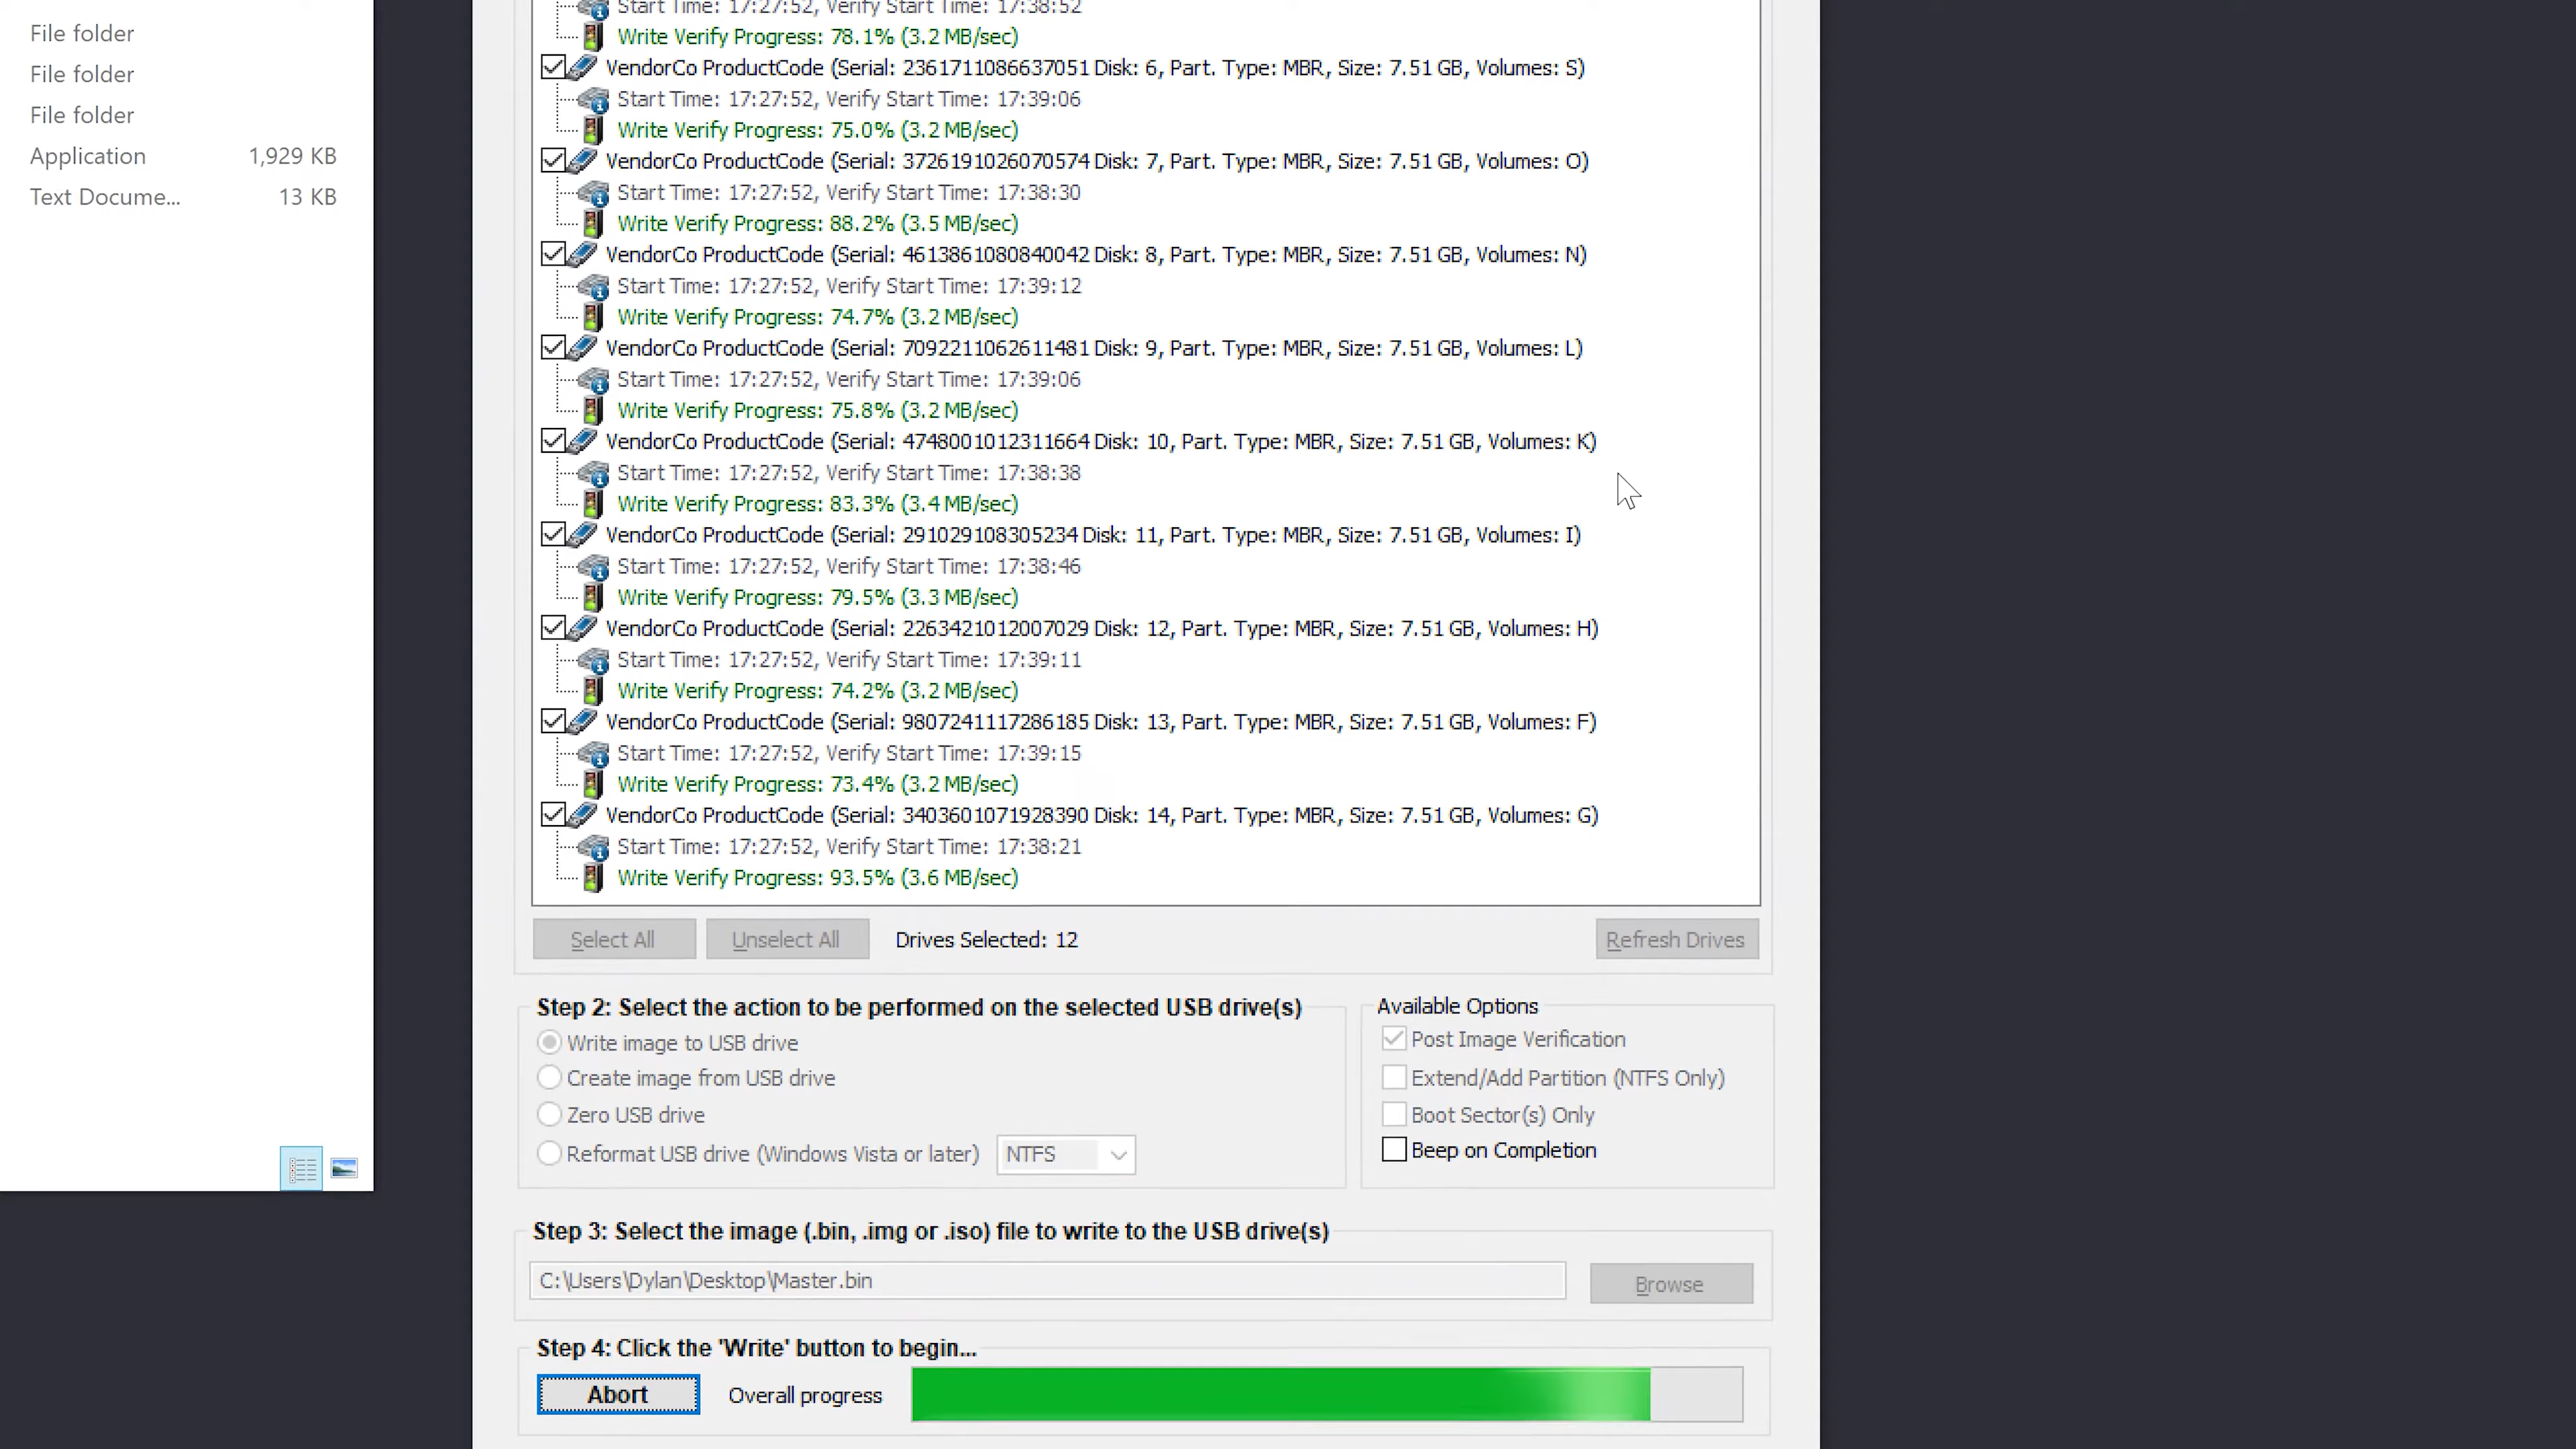 File folder
File folder
File folder
Application 1,929 KB
Text Docume... 13 KB
Start Time: 17:27:52, Verify Start Time: 17:38:52
Write Verify Progress: 78.1% (3.2 MB/sec)
VendorCo ProductCode (Serial: 2361711086637051 Disk: 6, Part. Type: MBR, Size: 7.51 GB, Volumes: S)
Start Time: 17:27:52, Verify Start Time: 17:39:06
Write Verify Progress: 75.0% (3.2 MB/sec)
VendorCo ProductCode (Serial: 3726191026070574 Disk: 7, Part. Type: MBR, Size: 7.51 GB, Volumes: O)
Start Time: 17:27:52, Verify Start Time: 17:38:30
Write Verify Progress: 88.2% (3.5 MB/sec)
VendorCo ProductCode (Serial: 4613861080840042 Disk: 8, Part. Type: MBR, Size: 7.51 GB, Volumes: N)
Start Time: 17:27:52, Verify Start Time: 17:39:12
Write Verify Progress: 74.7% (3.2 MB/sec)
VendorCo ProductCode (Serial: 7092211062611481 Disk: 9, Part. Type: MBR, Size: 7.51 GB, Volumes: L)
Start Time: 17:27:52, Verify Start Time: 17:39:06
Write Verify Progress: 75.8% (3.2 MB/sec)
VendorCo ProductCode (Serial: 4748001012311664 Disk: 10, Part. Type: MBR, Size: 7.51 GB, Volumes: K)
Start Time: 17:27:52, Verify Start Time: 17:38:38
Write Verify Progress: 83.3% (3.4 MB/sec)
VendorCo ProductCode (Serial: 291029108305234 Disk: 11, Part. Type: MBR, Size: 7.51 GB, Volumes: I)
Start Time: 17:27:52, Verify Start Time: 17:38:46
Write Verify Progress: 79.5% (3.3 MB/sec)
VendorCo ProductCode (Serial: 2263421012007029 Disk: 12, Part. Type: MBR, Size: 7.51 GB, Volumes: H)
Start Time: 17:27:52, Verify Start Time: 17:39:11
Write Verify Progress: 74.2% (3.2 MB/sec)
VendorCo ProductCode (Serial: 9807241117286185 Disk: 13, Part. Type: MBR, Size: 7.51 GB, Volumes: F)
Start Time: 17:27:52, Verify Start Time: 17:39:15
Write Verify Progress: 73.4% (3.2 MB/sec)
VendorCo ProductCode (Serial: 3403601071928390 Disk: 14, Part. Type: MBR, Size: 7.51 GB, Volumes: G)
Start Time: 17:27:52, Verify Start Time: 17:38:21
Write Verify Progress: 93.5% (3.6 MB/sec)
Select All Unselect All Drives Selected: 12 Refresh Drives
Step 2: Select the action to be performed on the selected USB drive(s)
Write image to USB drive
Create image from USB drive
Zero USB drive
Reformat USB drive (Windows Vista or later) NTFS
Available Options
Post Image Verification
Extend/Add Partition (NTFS Only)
Boot Sector(s) Only
Beep on Completion
Step 3: Select the image (.bin, .img or .iso) file to write to the USB drive(s)
C:\Users\Dylan\Desktop\Master.bin Browse
Step 4: Click the 'Write' button to begin...
Abort Overall progress